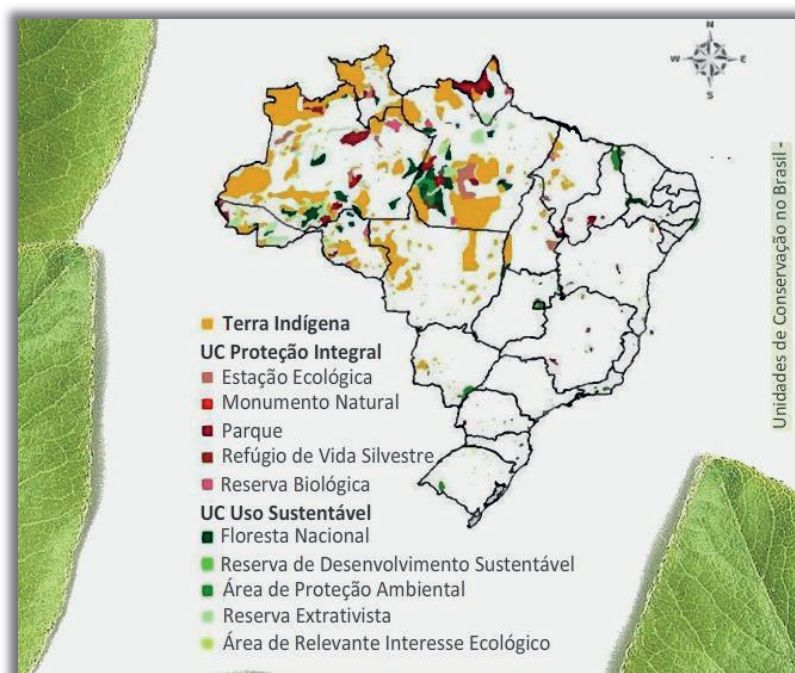 N
W
E
S
Unidades de Conservação no Brasil -
Terra Indígena
UC Proteção Integral
Estação Ecológica
Monumento Natural
Parque
Refúgio de Vida Silvestre
Reserva Biológica
UC Uso Sustentável
Floresta Nacional
Reserva de Desenvolvimento Sustentável
Área de Proteção Ambiental
Reserva Extrativista
Área de Relevante Interesse Ecológico